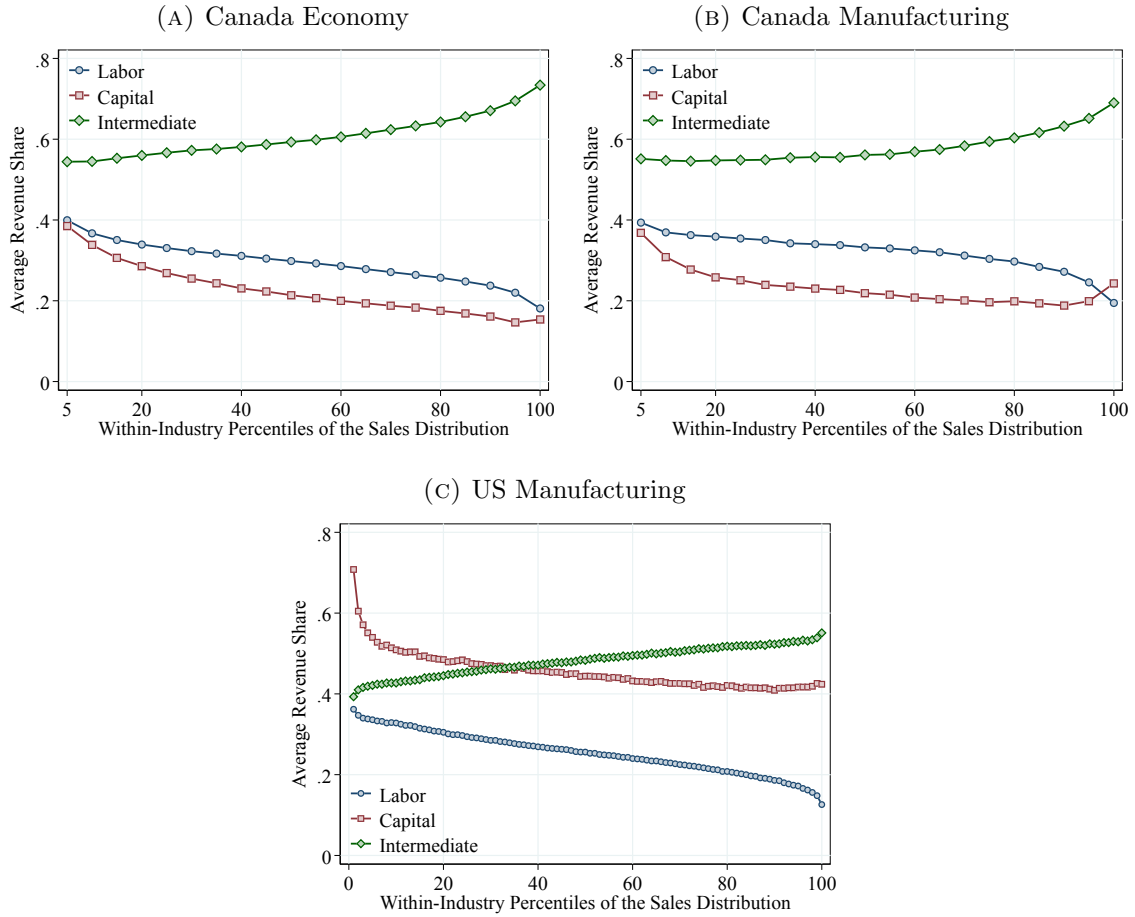 (A) Canada Economy
.8
.6
.4
.2
0
Average Revenue Share
Labor
Capital
Intermediate
5
20
40
60
80
100
Within-Industry Percentiles of the Sales Distribution
(B) Canada Manufacturing
.8
.6
.4
.2
0
Average Revenue Share
Labor
Capital
Intermediate
5
20
40
60
80
100
Within-Industry Percentiles of the Sales Distribution
(C) US Manufacturing
.8
.6
.4
.2
0
Average Revenue Share
Labor
Capital
Intermediate
0
20
40
60
80
100
Within-Industry Percentiles of the Sales Distribution